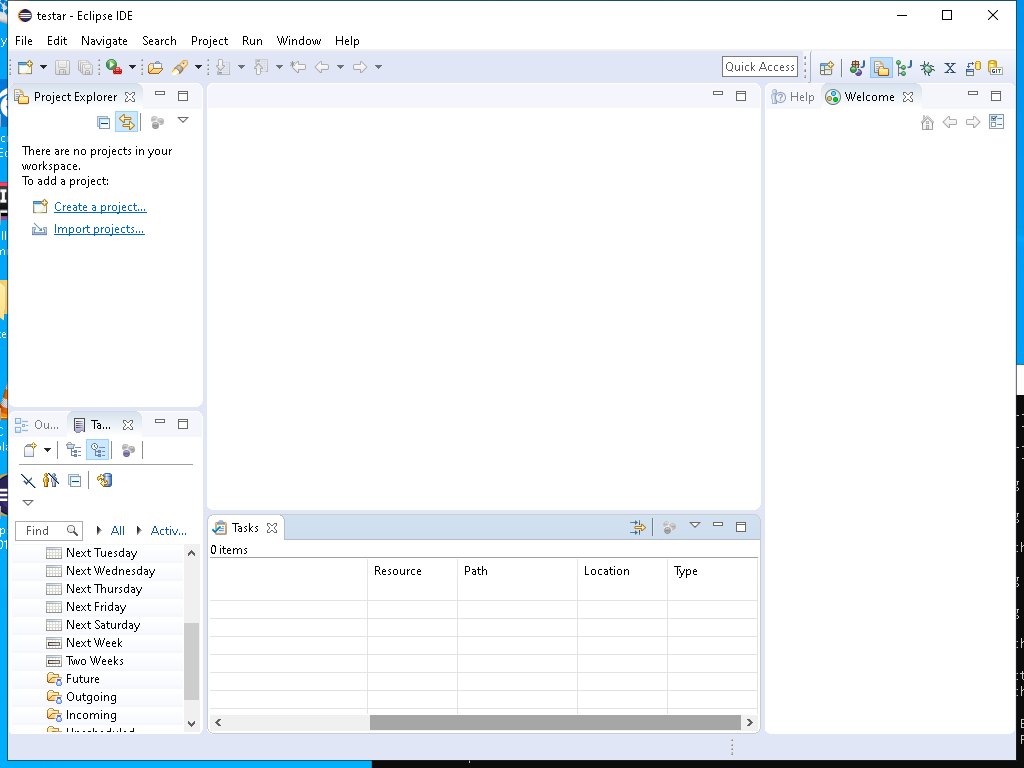 testar - Eclipse IDE
File Edit Navigate Search Project Run Window Help
Quick Access
Project Explorer
Help Welcome
There are no projects in your
workspace.
To add a project:
Create a project...
Import projects...
Ou... Ta...
Find All Activ...
Next Tuesday
Next Wednesday
Next Thursday
Next Friday
Next Saturday
Next Week
Two Weeks
Future
Outgoing
Incoming
Unscheduled
Tasks
0 items
Resource Path Location Type